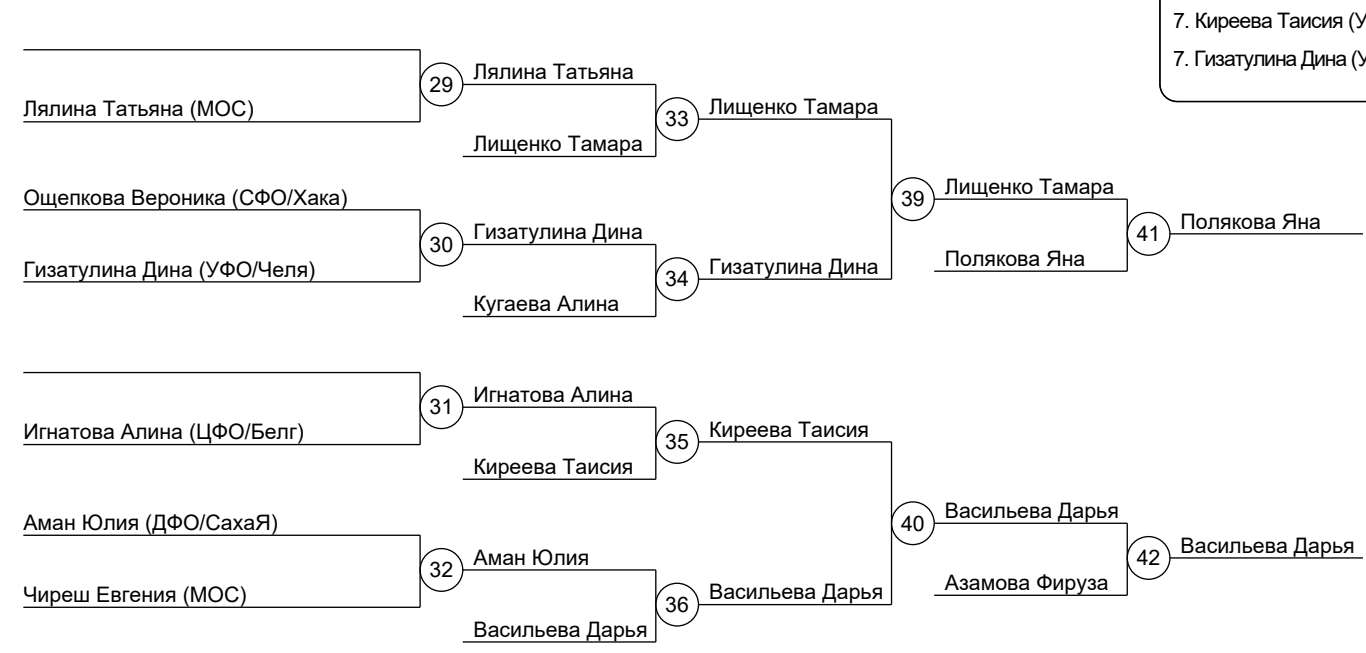 7. Киреева Таисия (У
7. Гизатулина Дина (У
29
Лялина Татьяна
Лялина Татьяна (МОС)
33
Лищенко Тамара
Лищенко Тамара
Ощепкова Вероника (СФО/Хака)
39
Лищенко Тамара
30
Гизатулина Дина
41
Полякова Яна
Гизатулина Дина (УФО/Челя)
34
Гизатулина Дина
Полякова Яна
Кугаева Алина
31
Игнатова Алина
Игнатова Алина (ЦФО/Белг)
35
Киреева Таисия
Киреева Таисия
Аман Юлия (ДФО/СахаЯ)
40
Васильева Дарья
32
Аман Юлия
42
Васильева Дарья
Чиреш Евгения (МОС)
36
Васильева Дарья
Азамова Фируза
Васильева Дарья